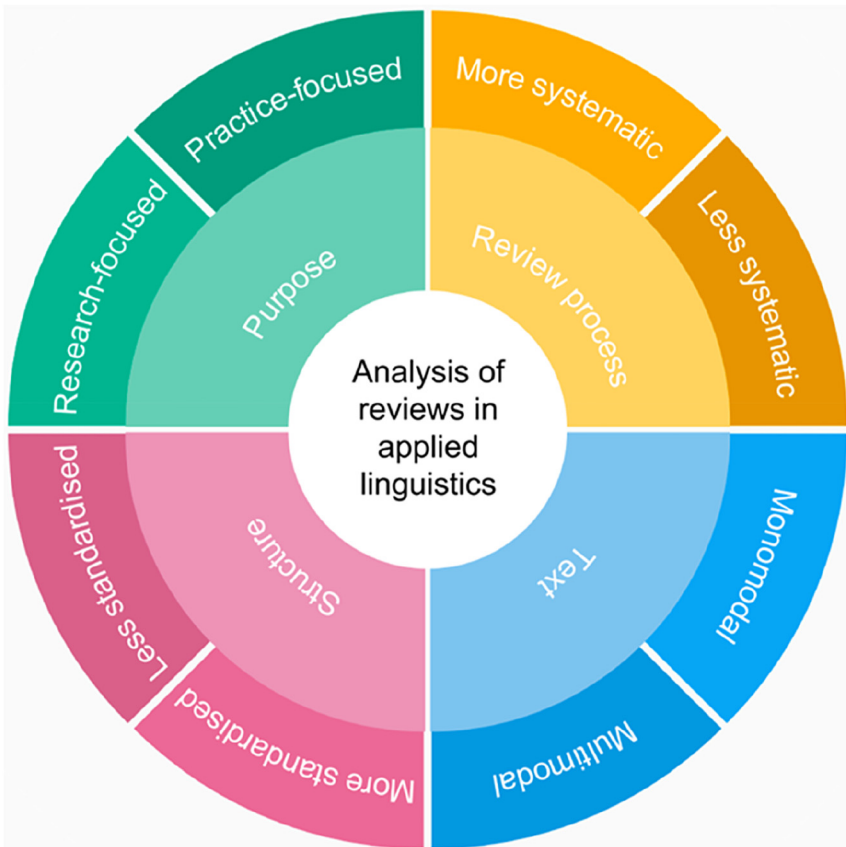 Analysis of
reviews in
applied
linguistics
Purpose
Research-focused
Practice-focused
Review process
More systematic
Less systematic
Text
Monomodal
Multimodal
Structure
More standardised
Less standardised